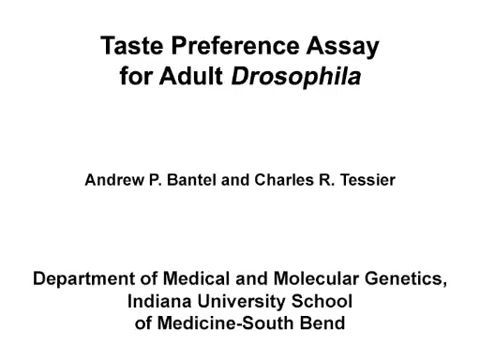 Taste Preference Assay
for Adult Drosophila
Andrew P. Bantel and Charles R. Tessier
Department of Medical and Molecular Genetics,
Indiana University School
of Medicine-South Bend